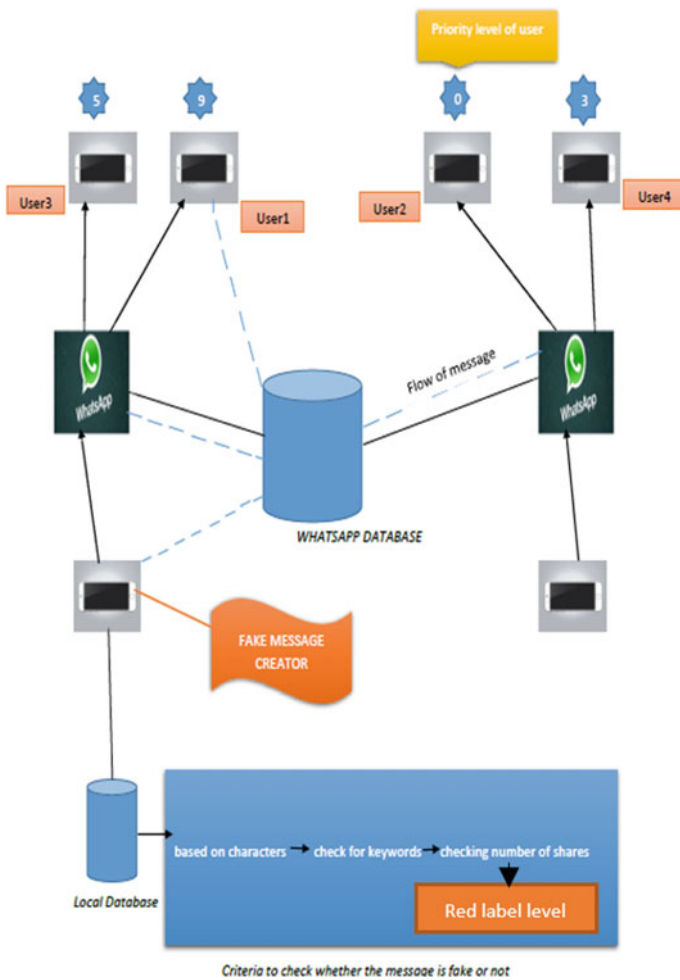 Priority level of user
5
9
0
3
User3
User1
User2
User4
WhatsApp
Flow of message
WhatsApp
WHATSAPP DATABASE
FAKE MESSAGE
CREATOR
based on characters
check for keywords
checking number of shares
Local Database
Red label level
Criteria to check whether the message is fake or not